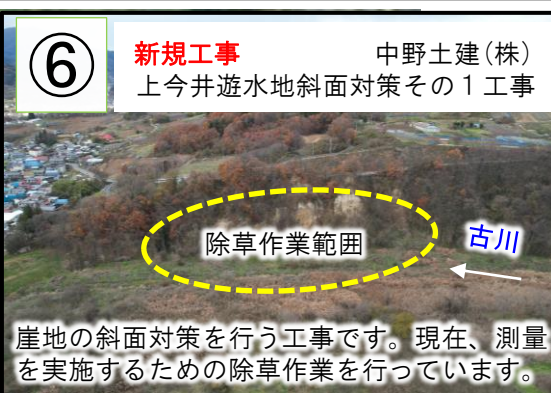 ⑥
新規工事 中野土建(株)
上今井遊水地斜面対策その1工事
除草作業範囲
古川
崖地の斜面対策を行う工事です。現在、測量
を実施するための除草作業を行っています。